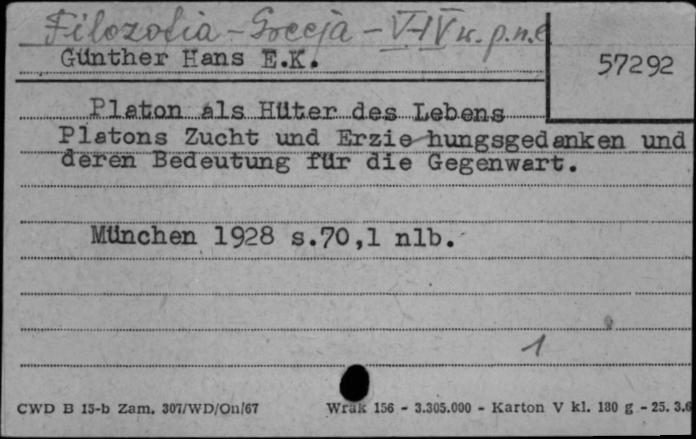 Filozofia - Grecja - V-IV w. p.n.e
Günther Hans E.K.
57292
Platon als Hüter des Lebens
Platons Zucht und Erzie hungsgedanken und
deren Bedeutung für die Gegenwart.
München 1928 s.70,1 nlb.
1
CWD B 15-b Zam. 307/WD/On/67 Wrak 156 - 3.305.000 - Karton V kl. 180 g - 25. 3.6